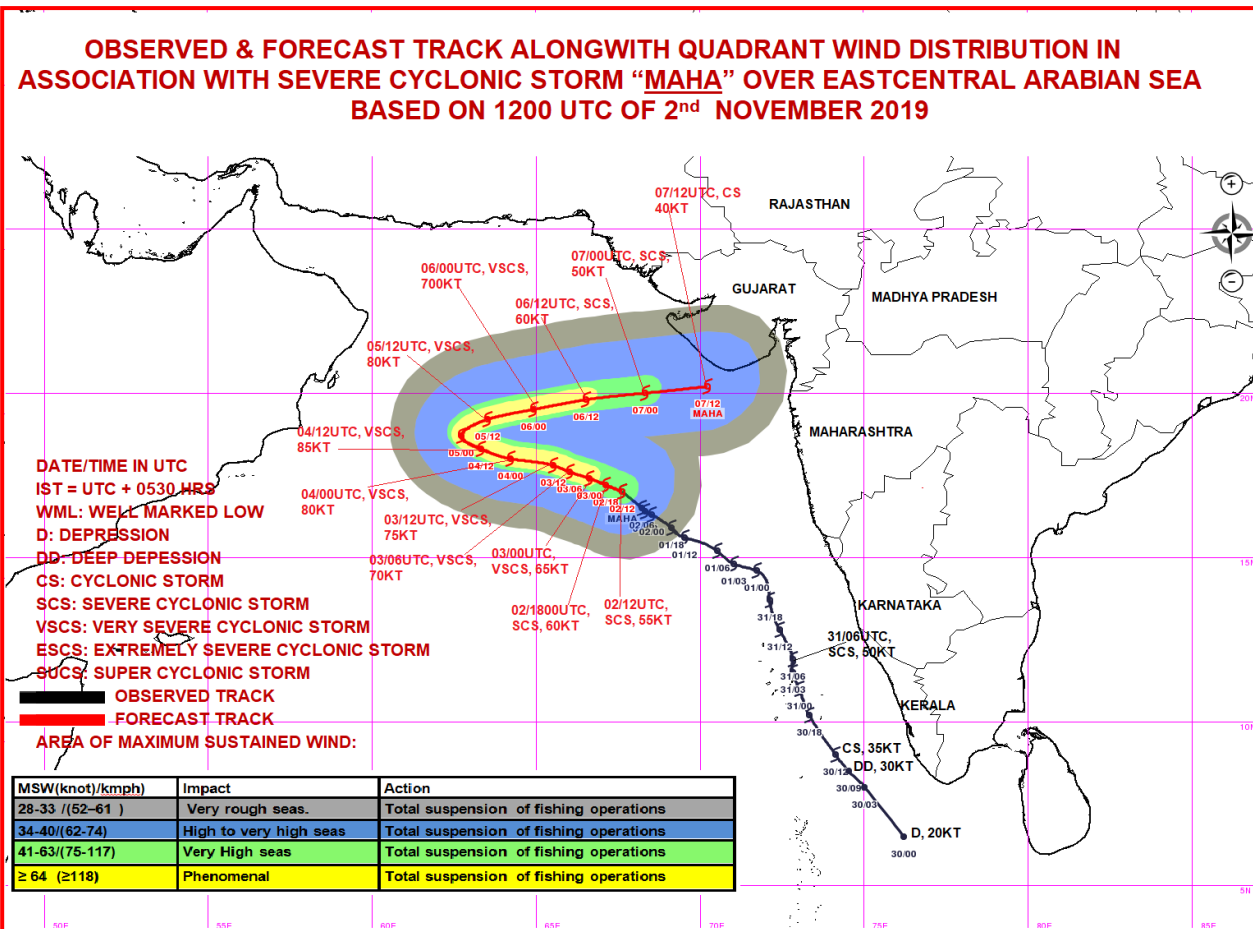 OBSERVED & FORECAST TRACK ALONGWITH QUADRANT WIND DISTRIBUTION IN
ASSOCIATION WITH SEVERE CYCLONIC STORM “MAHA” OVER EASTCENTRAL ARABIAN SEA
BASED ON 1200 UTC OF 2nd NOVEMBER 2019
07/12UTC, CS
40KT
RAJASTHAN
07/00UTC, SCS,
50KT
06/00UTC, VSCS,
700KT
GUJARAT
MADHYA PRADESH
06/12UTC, SCS,
60KT
05/12UTC, VSCS,
80KT
20N
07/12
MAHA
07/00
06/12
06/00
05/12
05/00
04/12
04/00
03/12
03/06
03/00
02/18
02/12
MAHA
02/06
02/00
01/18
01/12
01/06
01/03
01/00
MAHARASHTRA
04/12UTC, VSCS,
85KT
04/00UTC, VSCS,
80KT
03/12UTC, VSCS,
75KT
03/06UTC, VSCS,
70KT
03/00UTC,
VSCS, 65KT
02/1800UTC,
SCS, 60KT
02/12UTC,
SCS, 55KT
15N
DATE/TIME IN UTC
IST = UTC + 0530 HRS
WML: WELL MARKED LOW
D: DEPRESSION
DD: DEEP DEPESSION
CS: CYCLONIC STORM
SCS: SEVERE CYCLONIC STORM
VSCS: VERY SEVERE CYCLONIC STORM
ESCS: EXTREMELY SEVERE CYCLONIC STORM
SUCS: SUPER CYCLONIC STORM
OBSERVED TRACK
FORECAST TRACK
AREA OF MAXIMUM SUSTAINED WIND:
KARNATAKA
31/18
31/12
31/06UTC,
SCS, 50KT
31/06
31/03
31/00
KERALA
30/18
10N
CS, 35KT
30/12
DD, 30KT
30/09
30/03
D, 20KT
30/00
MSW(knot)/kmph) Impact Action
28-33 /(52–61 ) Very rough seas. Total suspension of fishing operations
34-40/(62-74) High to very high seas Total suspension of fishing operations
41-63/(75-117) Very High seas Total suspension of fishing operations
≥ 64 (≥118) Phenomenal Total suspension of fishing operations
5N
50E 55E 60E 65E 70E 75E 80E 85E